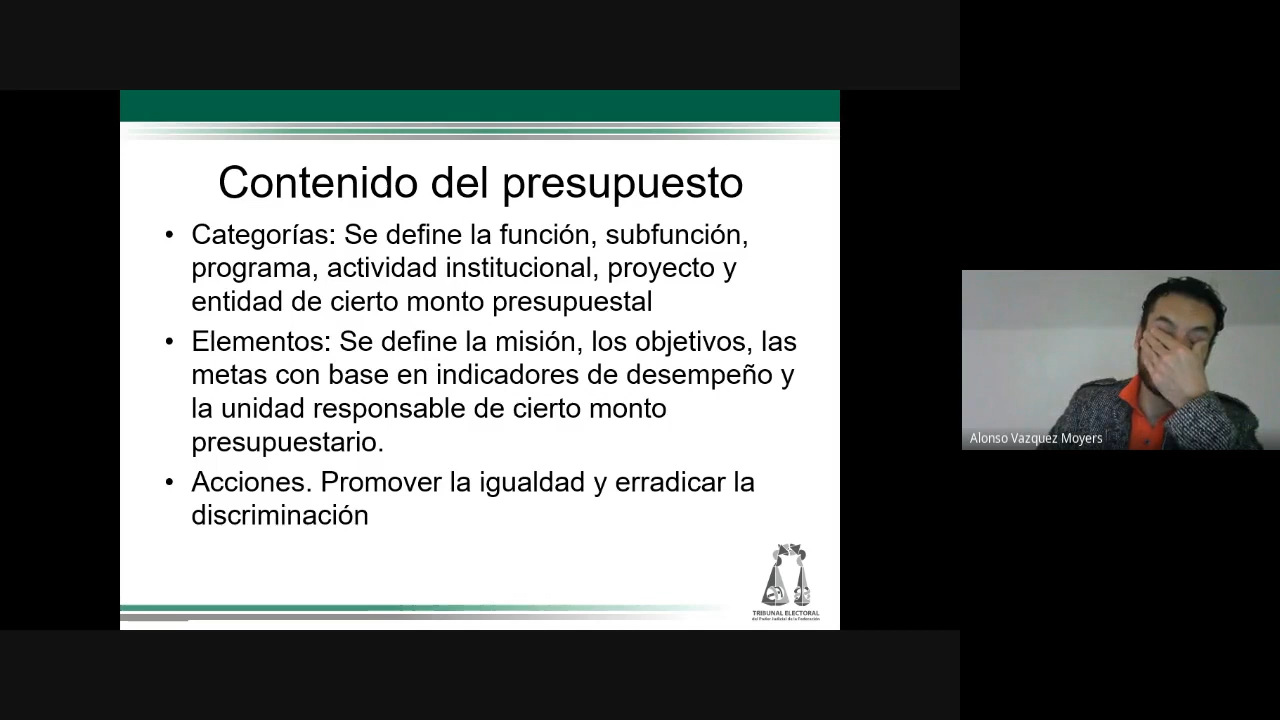 Contenido del presupuesto
• Categorías: Se define la función, subfunción,
programa, actividad institucional, proyecto y
entidad de cierto monto presupuestal
• Elementos: Se define la misión, los objetivos, las
metas con base en indicadores de desempeño y
la unidad responsable de cierto monto
presupuestario.
• Acciones. Promover la igualdad y erradicar la
discriminación
TRIBUNAL ELECTORAL
del Poder Judicial de la Federación
Alonso Vazquez Moyers